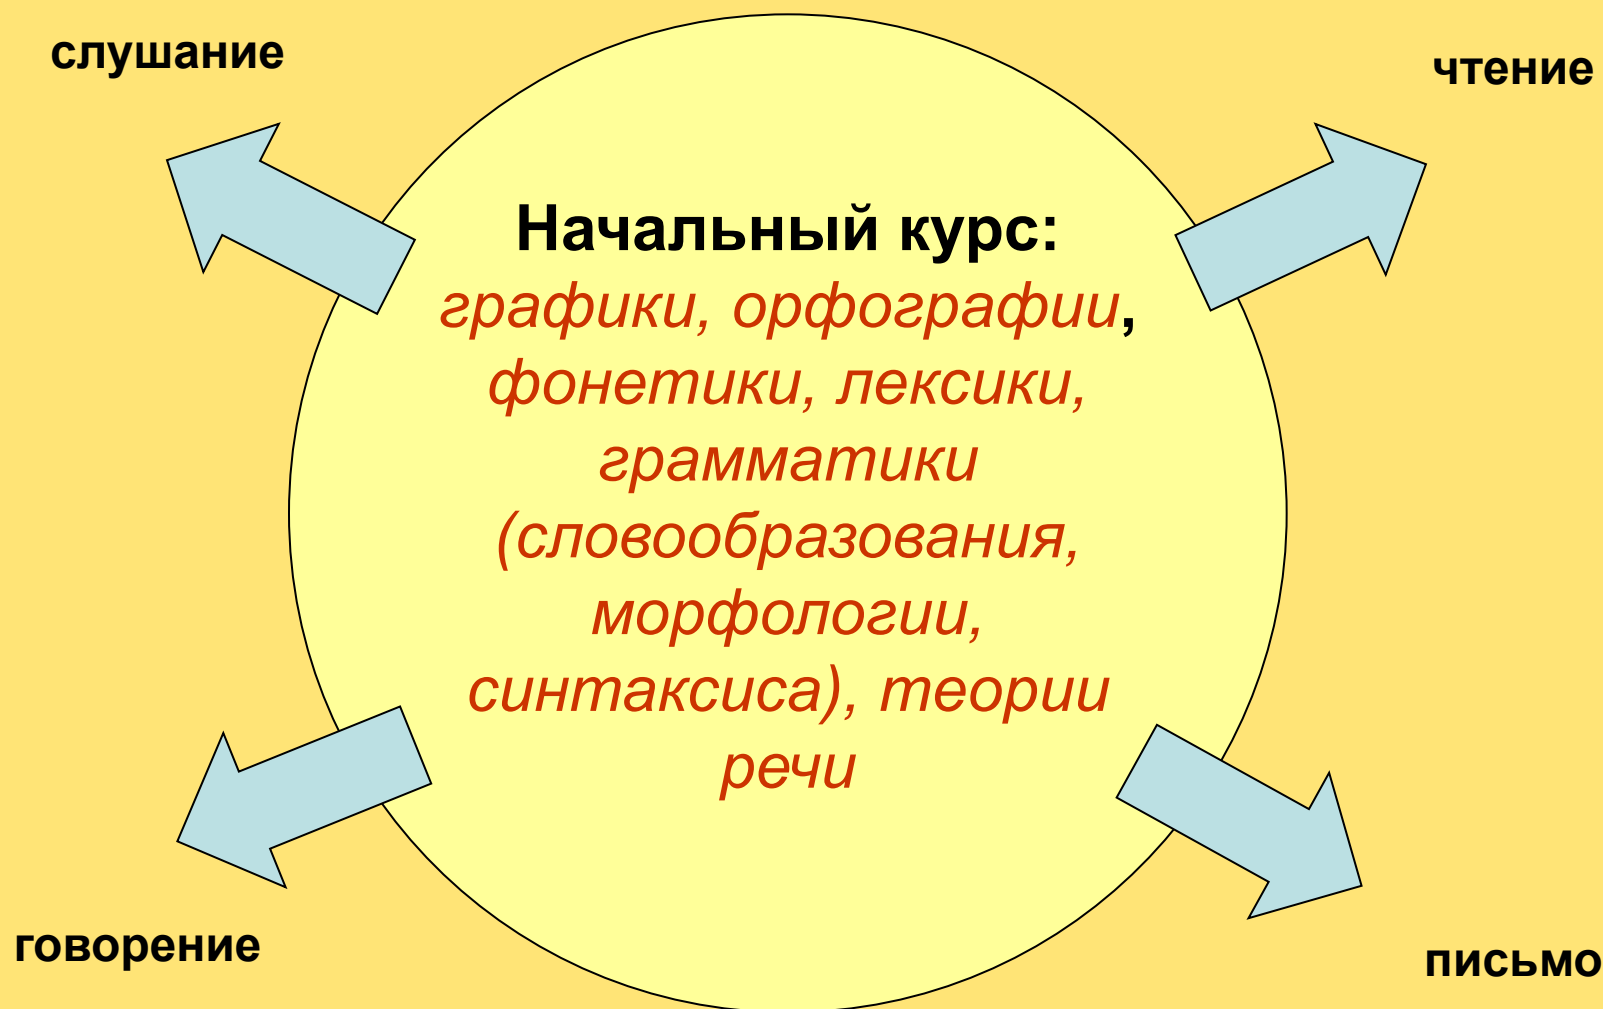 слушание
чтение
Начальный курс:
графики, орфографии,
фонетики, лексики,
грамматики
(словообразования,
морфологии,
синтаксиса), теории
речи
говорение
письмо